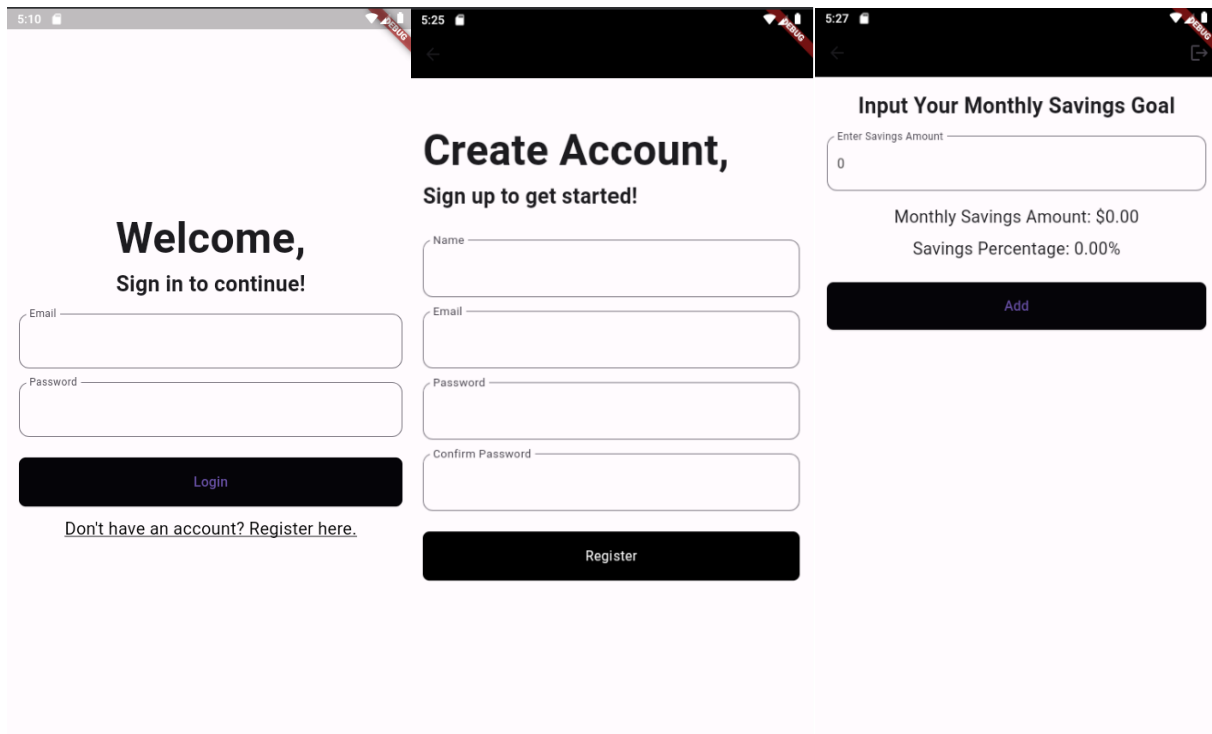 5:10
DEBUG
Welcome,
Sign in to continue!
Email
Password
Login
Don't have an account? Register here.
5:25
DEBUG
Create Account,
Sign up to get started!
Name
Email
Password
Confirm Password
Register
5:27
DEBUG
Input Your Monthly Savings Goal
Enter Savings Amount
0
Monthly Savings Amount: $0.00
Savings Percentage: 0.00%
Add